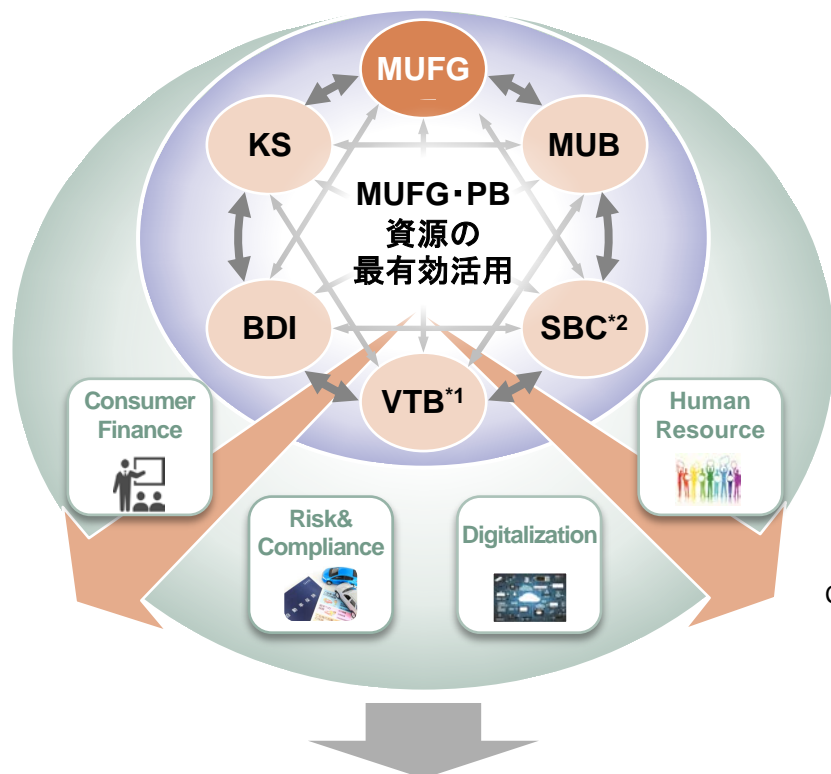 MUFG
KS
MUB
MUFG・PB
資源の
最有効活用
BDI
SBC*2
VTB*1
Consumer
Finance
Human
Resource
Risk&
Compliance
Digitalization